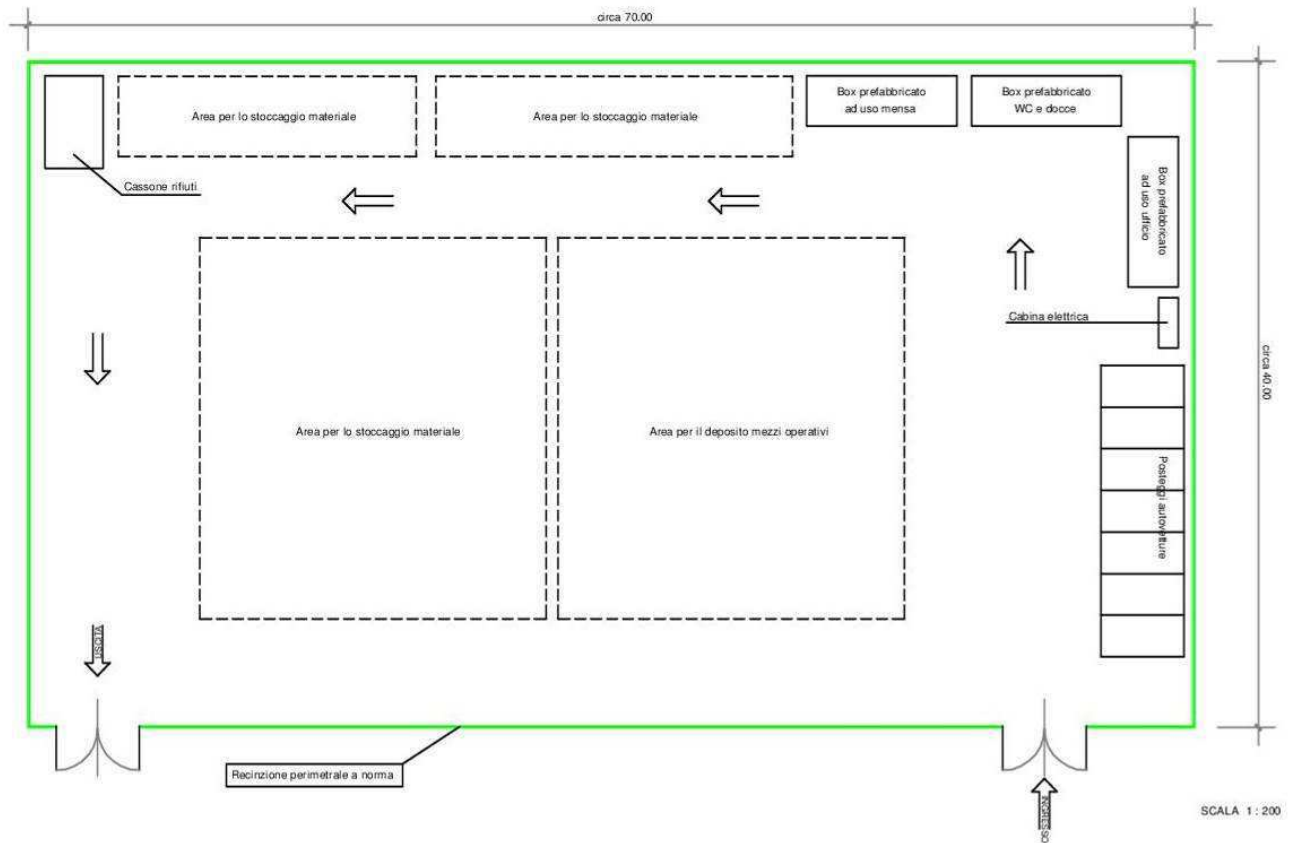 circa 70.00
Area per lo stoccaggio materiale
Area per lo stoccaggio materiale
Box prefabbricato
ad uso mensa
Box prefabbricato
WC e docce
Cassone rifiuti
Box prefabbricato
ad uso ufficio
Cabina elettrica
circa 40.00
Area per lo stoccaggio materiale
Area per il deposito mezzi operativi
Posteggi autovetture
USCITA
Recinzione perimetrale a norma
INGRESSO
SCALA 1 : 200